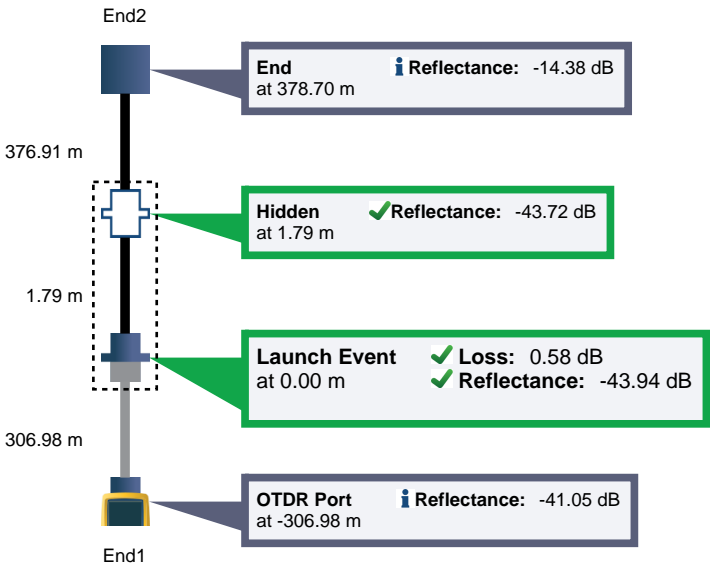 End2
End
Reflectance: -14.38 dB
at 378.70 m
376.91 m
Hidden
Reflectance: -43.72 dB
at 1.79 m
1.79 m
Launch Event
Loss: 0.58 dB
at 0.00 m
Reflectance: -43.94 dB
306.98 m
OTDR Port
Reflectance: -41.05 dB
at -306.98 m
End1